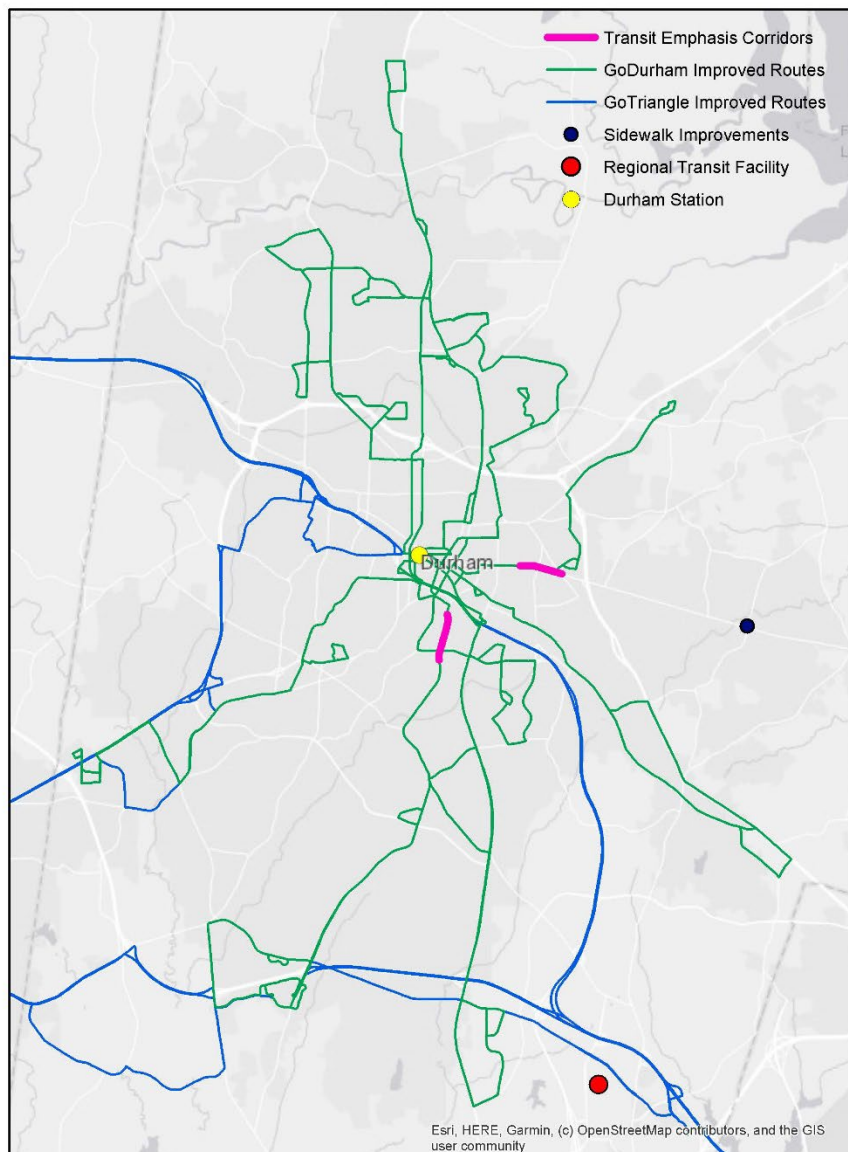 Transit Emphasis Corridors
GoDurham Improved Routes
GoTriangle Improved Routes
Sidewalk Improvements
Regional Transit Facility
Durham Station
Durham
Esri, HERE, Garmin, (c) OpenStreetMap contributors, and the GIS
user community